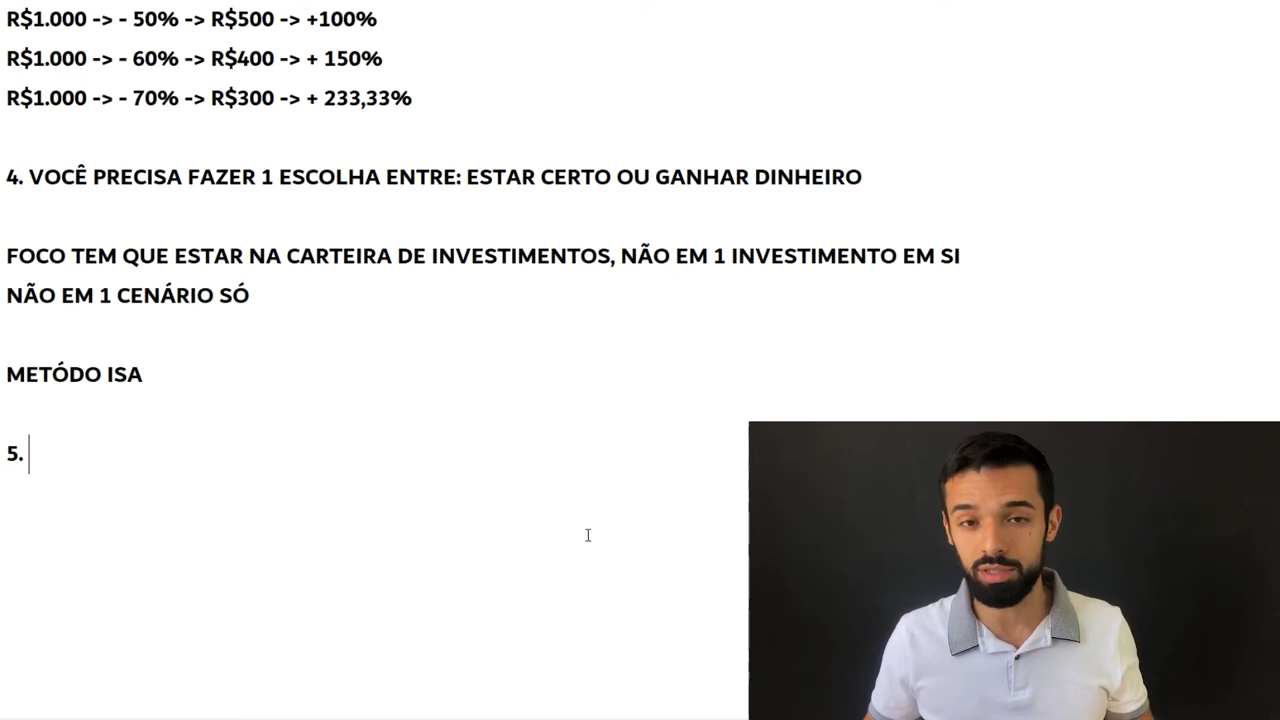 R$1.000 -> - 50% -> R$500 -> +100%
R$1.000 -> - 60% -> R$400 -> + 150%
R$1.000 -> - 70% -> R$300 -> + 233,33%
4. VOCÊ PRECISA FAZER 1 ESCOLHA ENTRE: ESTAR CERTO OU GANHAR DINHEIRO
FOCO TEM QUE ESTAR NA CARTEIRA DE INVESTIMENTOS, NÃO EM 1 INVESTIMENTO EM SI
NÃO EM 1 CENÁRIO SÓ
METÓDO ISA
5.